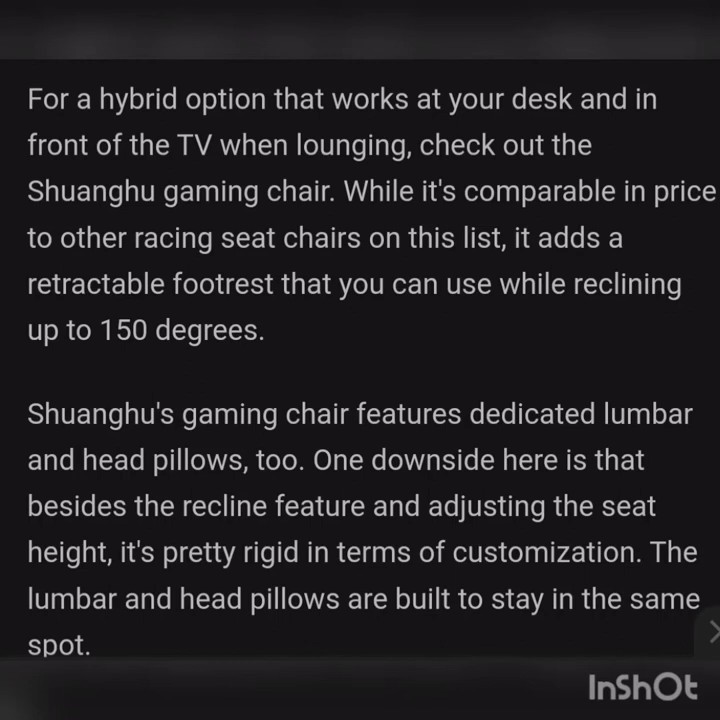 For a hybrid option that works at your desk and in
front of the TV when lounging, check out the
Shuanghu gaming chair. While it's comparable in price
to other racing seat chairs on this list, it adds a
retractable footrest that you can use while reclining
up to 150 degrees.
Shuanghu's gaming chair features dedicated lumbar
and head pillows, too. One downside here is that
besides the recline feature and adjusting the seat
height, it's pretty rigid in terms of customization. The
lumbar and head pillows are built to stay in the same
spot.
InShOt